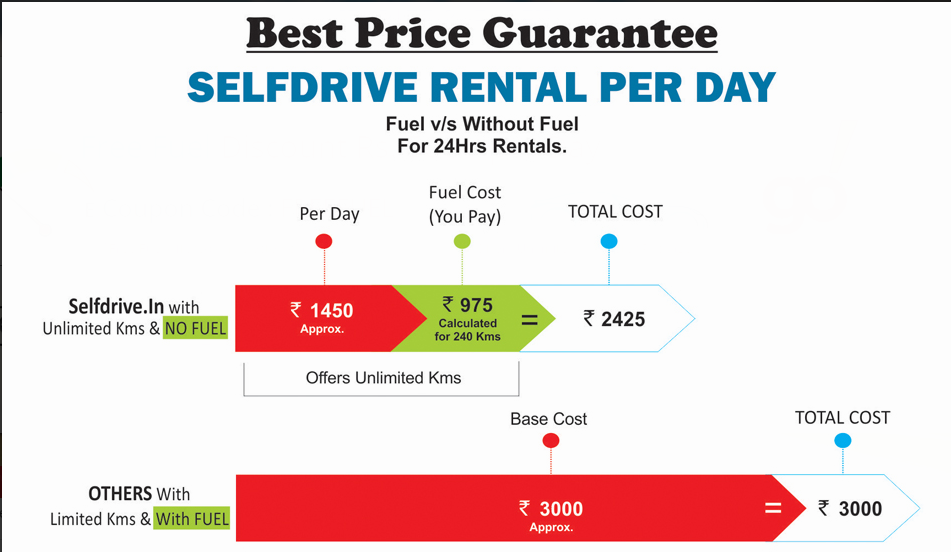 Best Price Guarantee
SELFDRIVE RENTAL PER DAY
Fuel v/s Without Fuel
For 24Hrs Rentals.
Per Day
Fuel Cost
(You Pay)
TOTAL COST
Selfdrive.In with
Unlimited Kms & NO FUEL
₹ 1450
Approx.
₹ 975
Calculated
for 240 Kms
=
₹ 2425
Offers Unlimited Kms
Base Cost
TOTAL COST
OTHERS With
Limited Kms & With FUEL
₹ 3000
Approx.
=
₹ 3000